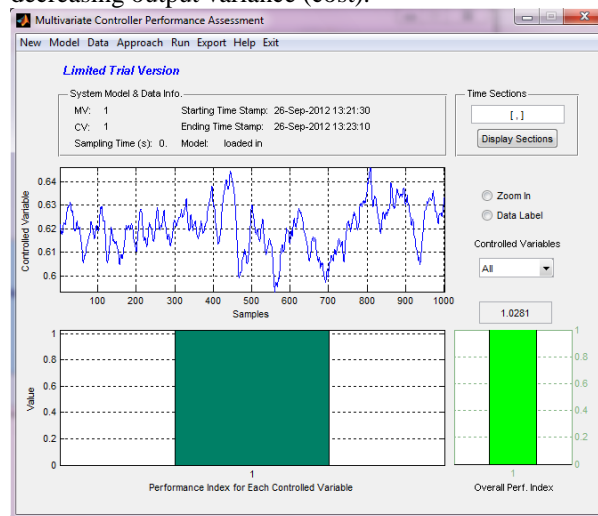 decreasing output variance (cost).
Multivariate Controller Performance Assessment
New Model Data Approach Run Export Help Exit
Limited Trial Version
System Model & Data Info.
MV: 1 Starting Time Stamp: 26-Sep-2012 13:21:30
CV: 1 Ending Time Stamp: 26-Sep-2012 13:23:10
Sampling Time (s): 0. Model: loaded in
Time Sections
[ , ]
Display Sections
Controlled Variable
0.64
0.63
0.62
0.61
0.6
100 200 300 400 500 600 700 800 900 1000
Samples
Zoom In
Data Label
Controlled Variables
All
1.0281
Value
1
0.8
0.6
0.4
0.2
0
1
Performance Index for Each Controlled Variable
1
0.8
0.6
0.4
0.2
0
1
Overall Perf. Index